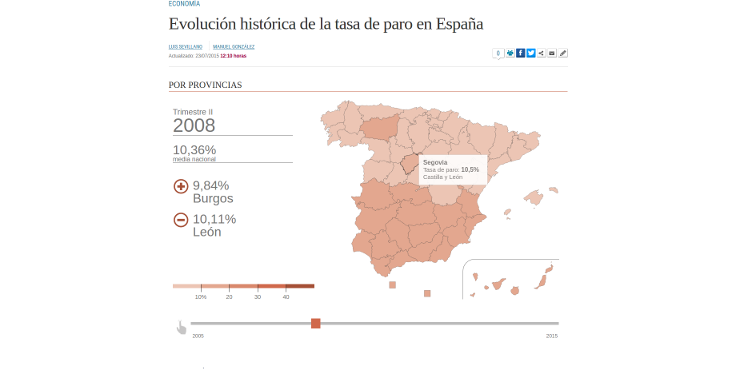 ECONOMÍA
Evolución histórica de la tasa de paro en España
LUIS SEVILLANO MANUEL GONZÁLEZ
Actualizado: 23/07/2015 12:10 horas
POR PROVINCIAS
Trimestre II
2008
10,36%
media nacional
9,84%
Burgos
10,11%
León
Segovia
Tasa de paro: 10,5%
Castilla y León
10% 20 30 40
2005 2015